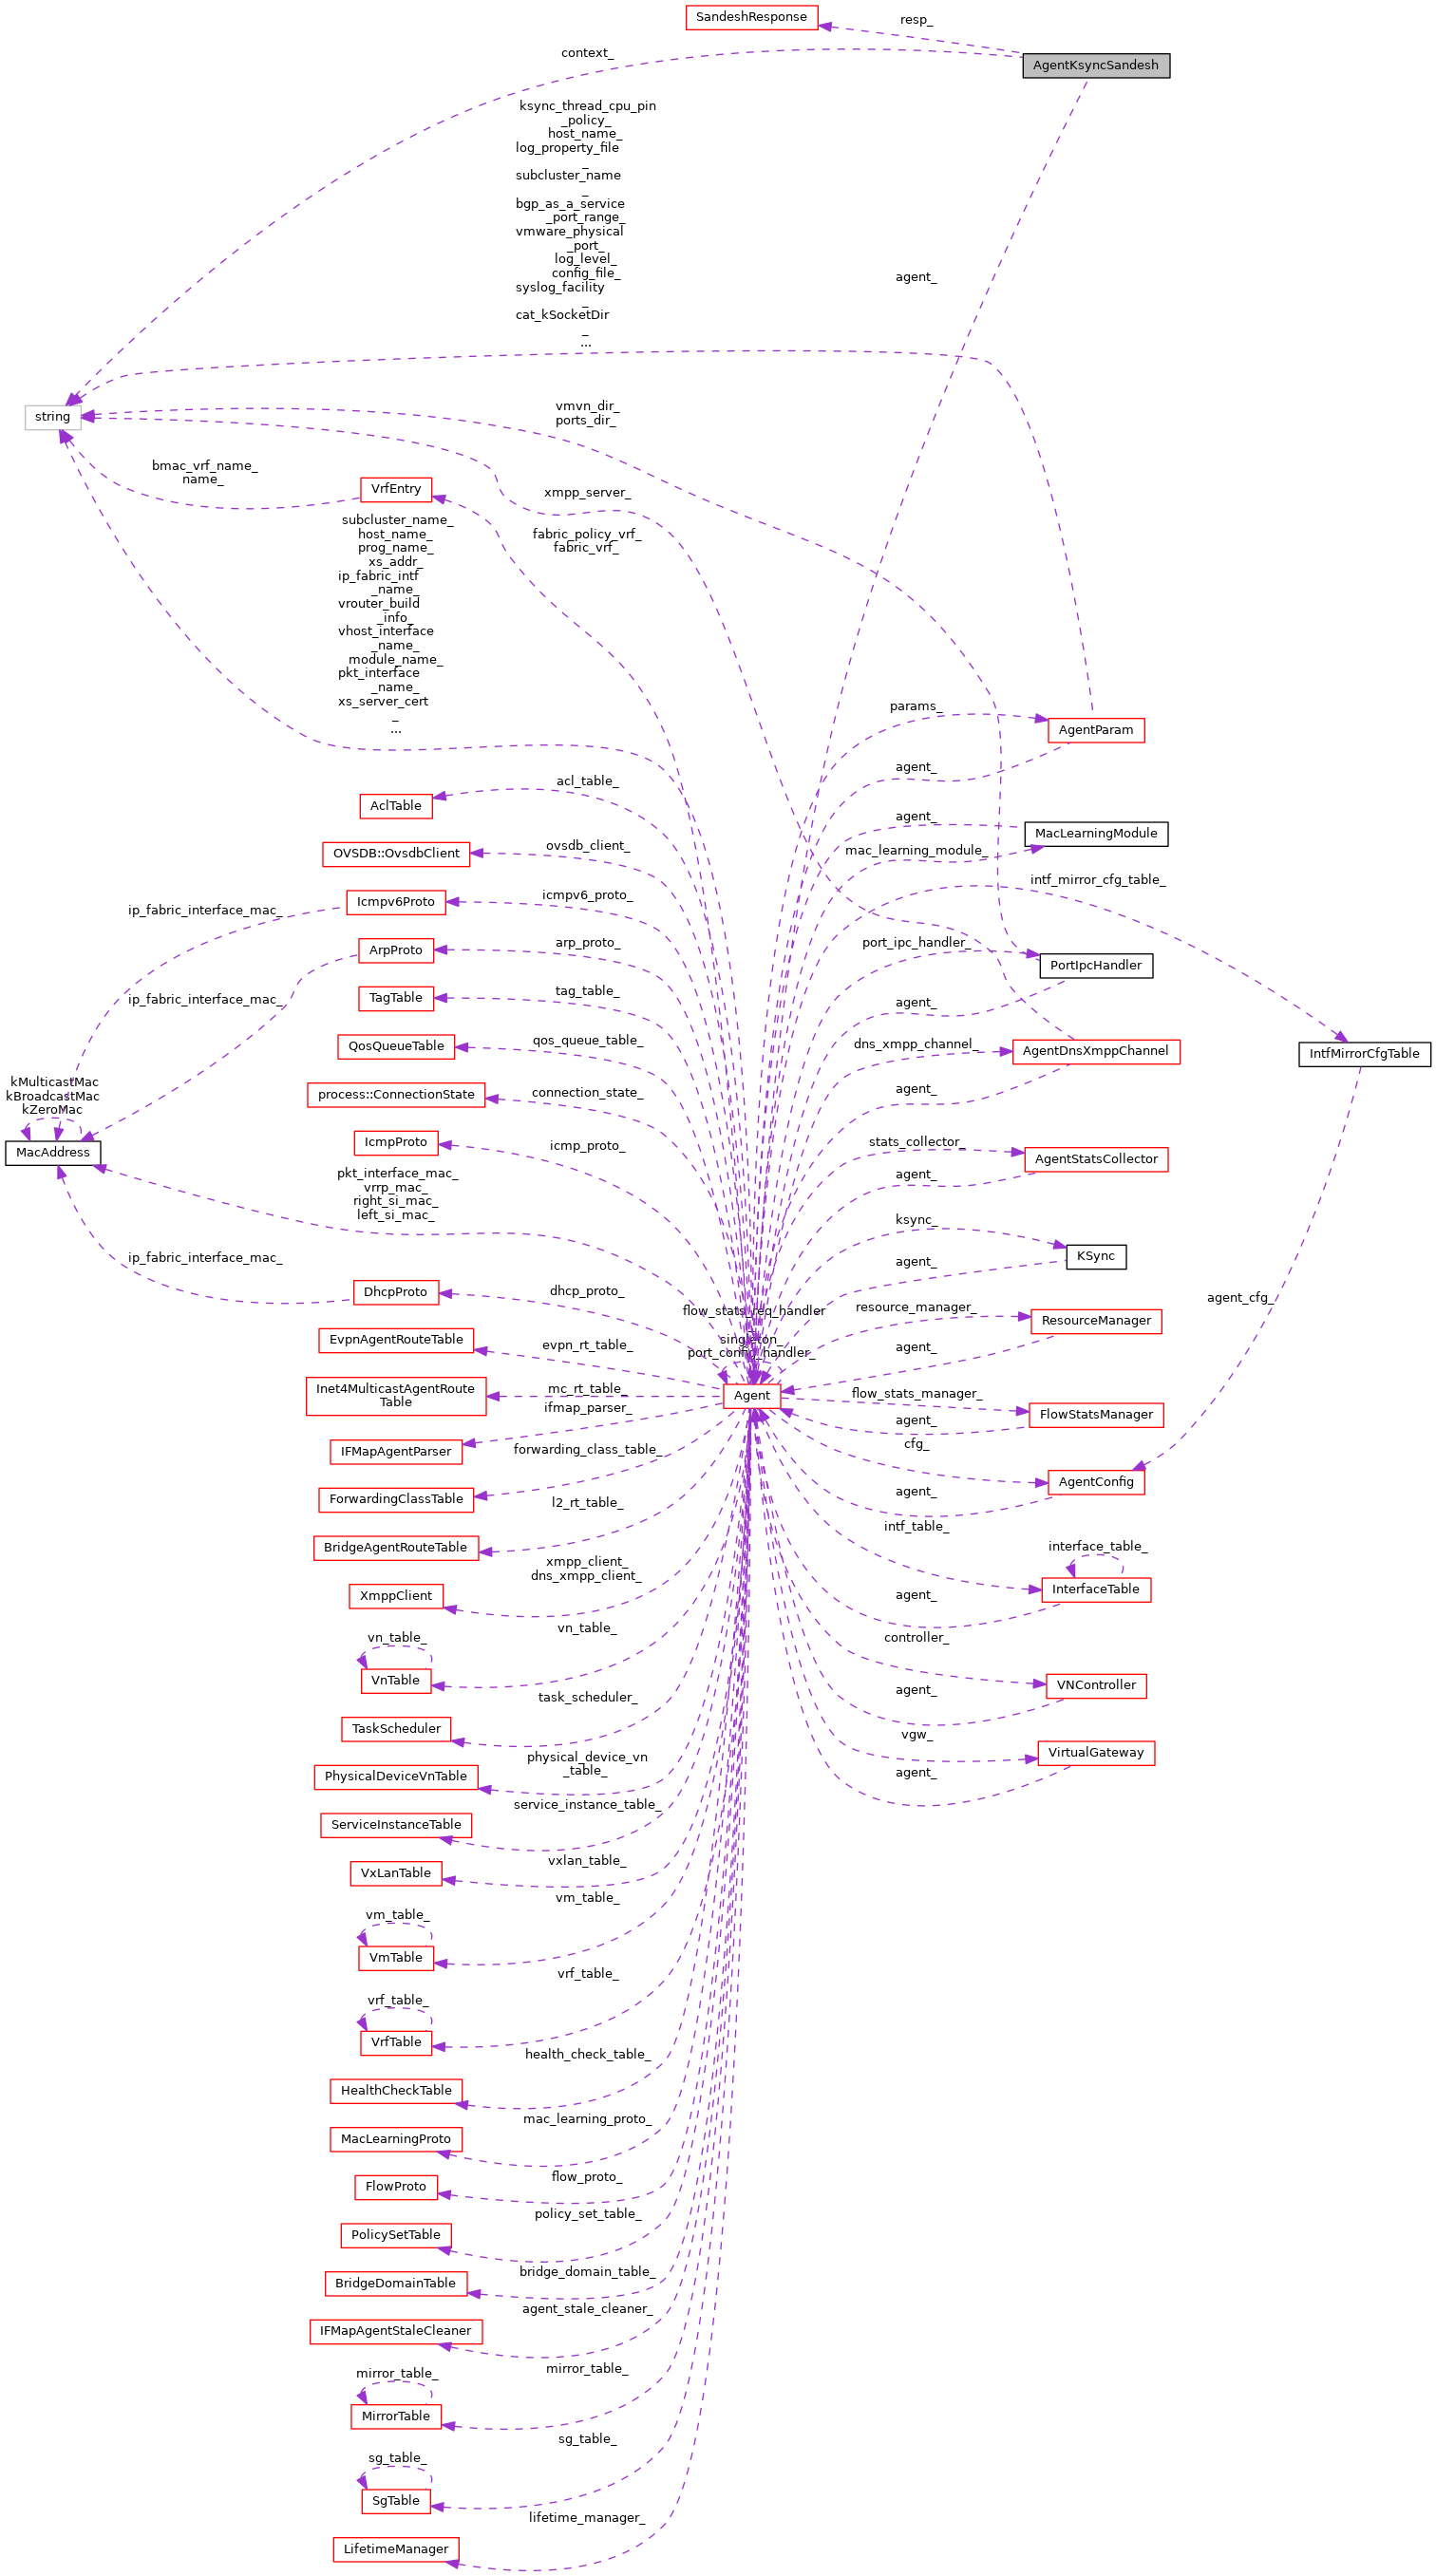 SandeshResponse
resp_
AgentKsyncSandesh
context_
ksync_thread_cpu_pin
_policy_
host_name_
log_property_file
_
subcluster_name
_
bgp_as_a_service
_port_range_
vmware_physical
_port_
log_level_
config_file_
syslog_facility
_
cat_kSocketDir
_
...
agent_
string
vmvn_dir_
ports_dir_
bmac_vrf_name_
name_
VrfEntry
xmpp_server_
fabric_policy_vrf_
fabric_vrf_
subcluster_name_
host_name_
prog_name_
xs_addr_
ip_fabric_intf
_name_
vrouter_build
_info_
vhost_interface
_name_
module_name_
pkt_interface
_name_
xs_server_cert
_
...
params_
AgentParam
agent_
acl_table_
AclTable
agent_
MacLearningModule
mac_learning_module_
ovsdb_client_
OVSDB::OvsdbClient
intf_mirror_cfg_table_
icmpv6_proto_
Icmpv6Proto
ip_fabric_interface_mac_
arp_proto_
ArpProto
port_ipc_handler_
PortIpcHandler
ip_fabric_interface_mac_
tag_table_
TagTable
agent_
qos_queue_table_
QosQueueTable
dns_xmpp_channel_
AgentDnsXmppChannel
IntfMirrorCfgTable
kMulticastMac
kBroadcastMac
kZeroMac
connection_state_
process::ConnectionState
agent_
MacAddress
icmp_proto_
IcmpProto
stats_collector_
AgentStatsCollector
pkt_interface_mac_
vrrp_mac_
right_si_mac_
left_si_mac_
agent_
ksync_
KSync
ip_fabric_interface_mac_
agent_
dhcp_proto_
DhcpProto
agent_cfg_
flow_stats_req_handler
_
singleton_
port_config_handler_
resource_manager_
ResourceManager
evpn_rt_table_
EvpnAgentRouteTable
agent_
mc_rt_table_
Inet4MulticastAgentRoute
Table
Agent
flow_stats_manager_
FlowStatsManager
ifmap_parser_
agent_
IFMapAgentParser
forwarding_class_table_
cfg_
AgentConfig
ForwardingClassTable
agent_
l2_rt_table_
intf_table_
BridgeAgentRouteTable
interface_table_
xmpp_client_
dns_xmpp_client_
XmppClient
InterfaceTable
agent_
vn_table_
vn_table_
VnTable
controller_
VNController
agent_
task_scheduler_
TaskScheduler
vgw_
VirtualGateway
physical_device_vn
_table_
PhysicalDeviceVnTable
agent_
service_instance_table_
ServiceInstanceTable
vxlan_table_
VxLanTable
vm_table_
vm_table_
VmTable
vrf_table_
vrf_table_
VrfTable
health_check_table_
HealthCheckTable
mac_learning_proto_
MacLearningProto
flow_proto_
FlowProto
policy_set_table_
PolicySetTable
bridge_domain_table_
BridgeDomainTable
agent_stale_cleaner_
IFMapAgentStaleCleaner
mirror_table_
mirror_table_
MirrorTable
sg_table_
sg_table_
SgTable
lifetime_manager_
LifetimeManager